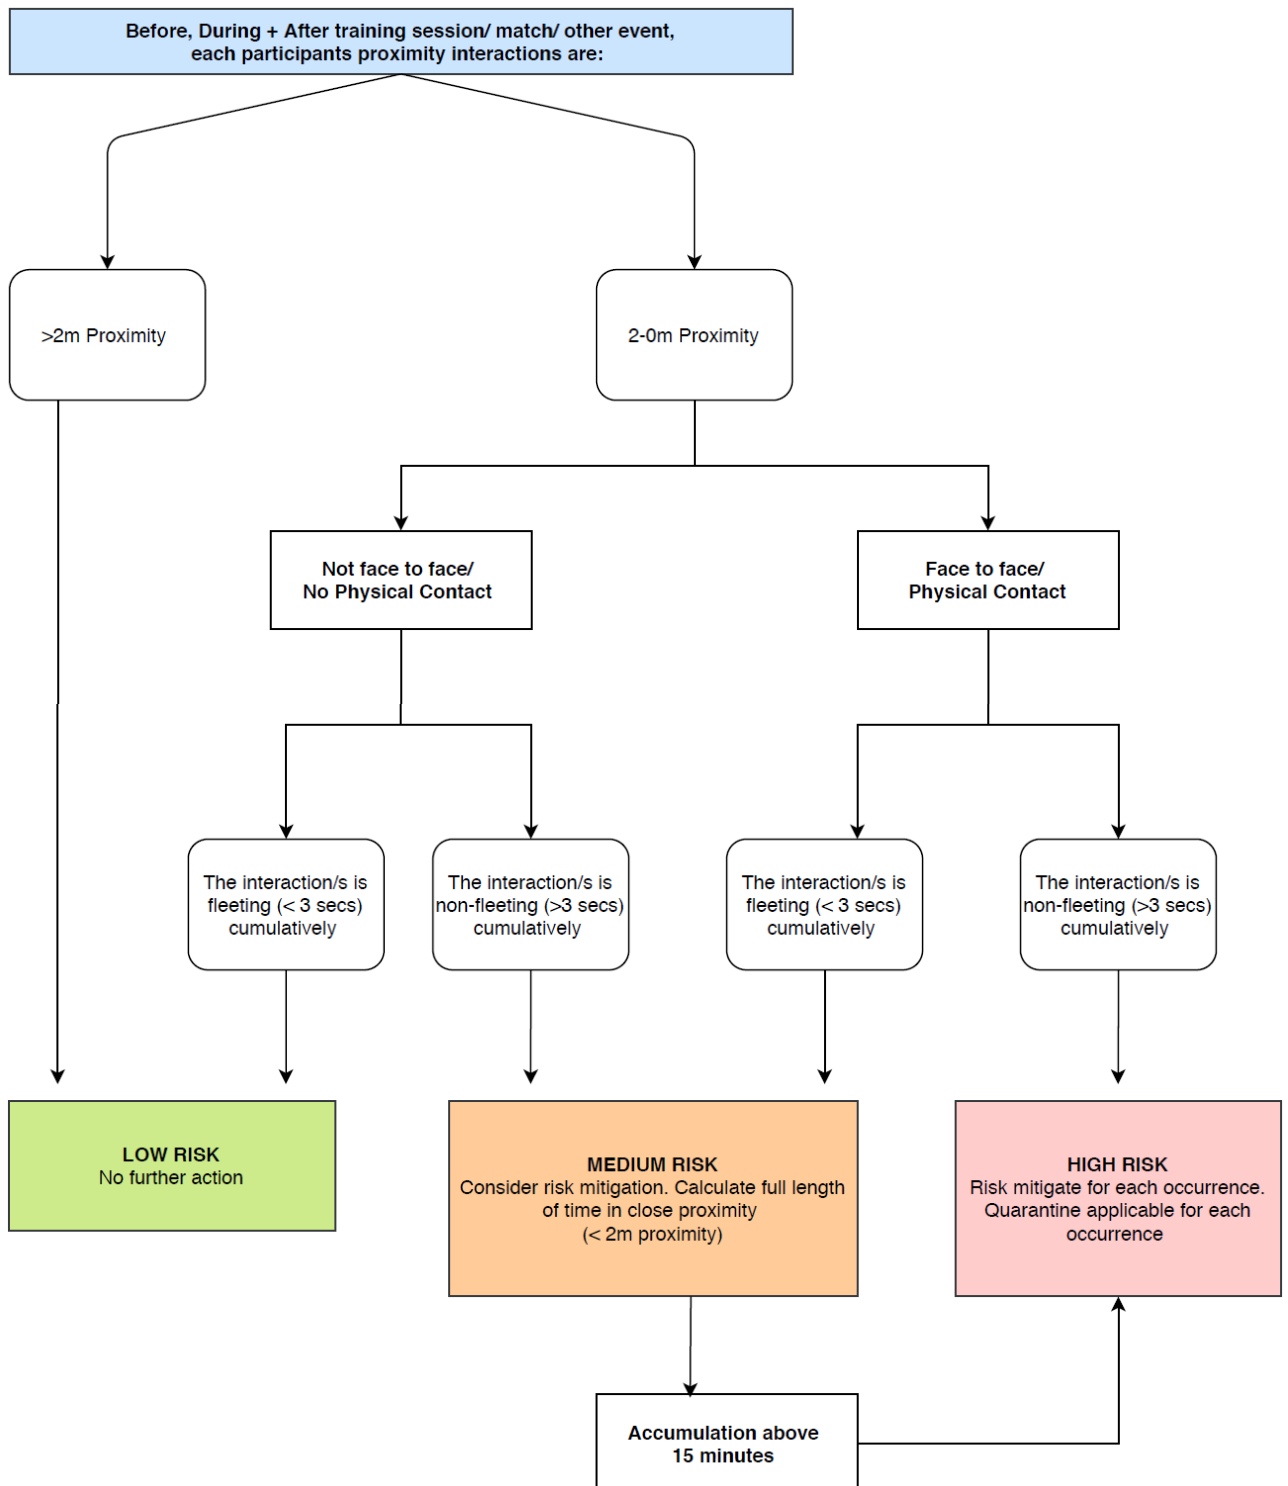 Before, During + After training session/ match/ other event,
each participants proximity interactions are:
>2m Proximity
2-0m Proximity
Not face to face/
No Physical Contact
Face to face/
Physical Contact
The interaction/s is
fleeting (< 3 secs)
cumulatively
The interaction/s is
non-fleeting (>3 secs)
cumulatively
The interaction/s is
fleeting (< 3 secs)
cumulatively
The interaction/s is
non-fleeting (>3 secs)
cumulatively
LOW RISK
No further action
MEDIUM RISK
Consider risk mitigation. Calculate full length
of time in close proximity
(< 2m proximity)
HIGH RISK
Risk mitigate for each occurrence.
Quarantine applicable for each
occurrence
Accumulation above
15 minutes